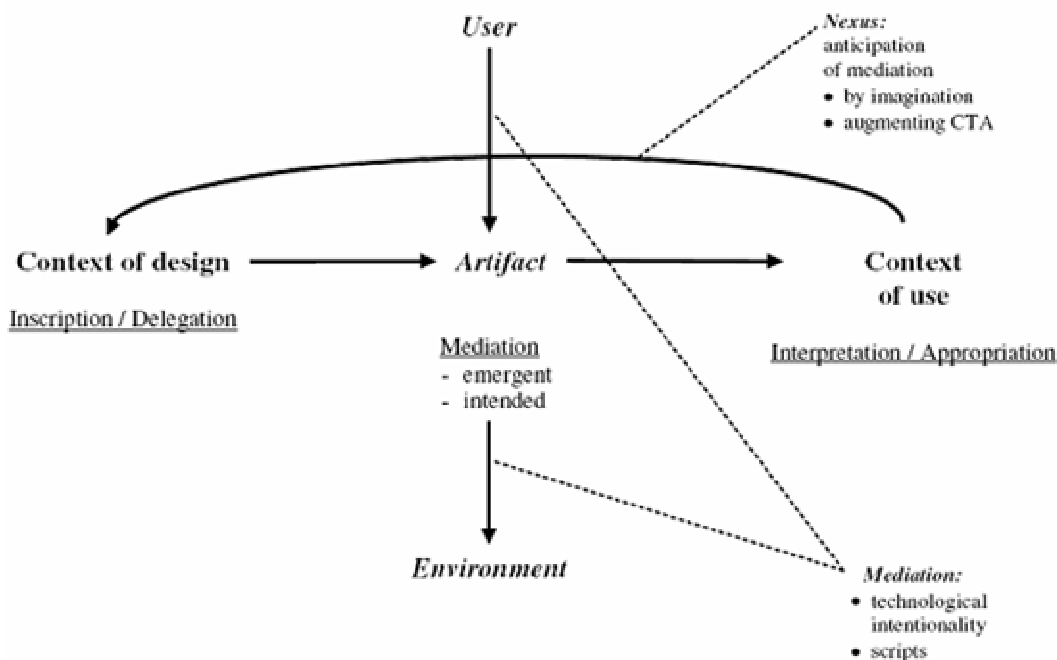 User
Nexus:
anticipation
of mediation
• by imagination
• augmenting CTA
Context of design
Artifact
Context
of use
Inscription / Delegation
Mediation
- emergent
- intended
Interpretation / Appropriation
Environment
Mediation:
• technological
intentionality
• scripts